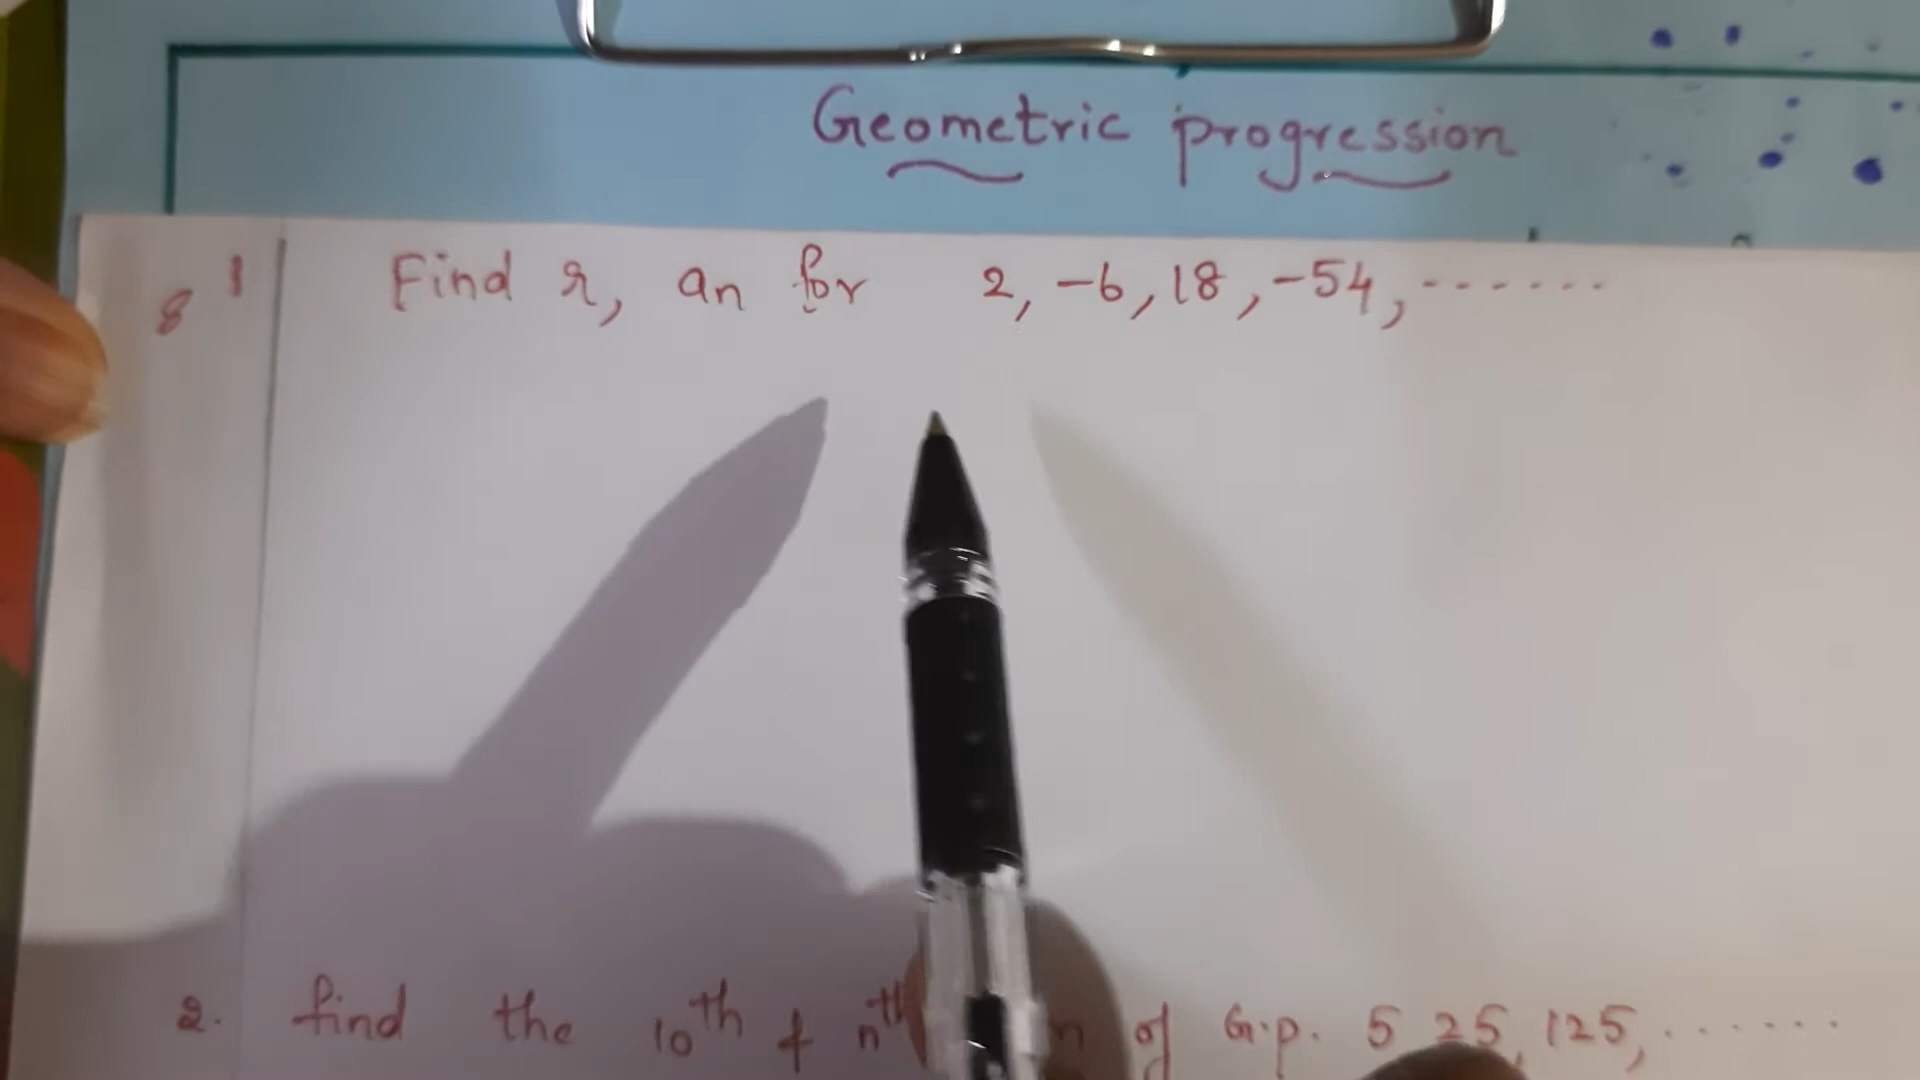 Geometric progression
1 Find r, an for 2, -6, 18, -54, ......
8
2. find the 10th & nth of G.p. 5 25, 125, ......